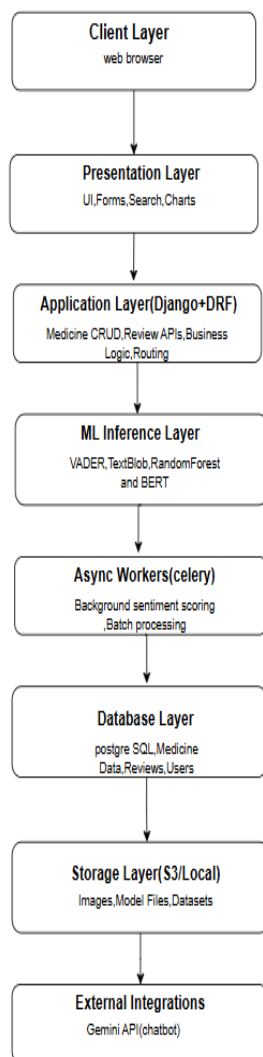 Client Layer
web browser
Presentation Layer
UI,Forms,Search,Charts
Application Layer(Django+DRF)
Medicine CRUD,Review APIs,Business
Logic,Routing
ML Inference Layer
VADER,TextBlob,RandomForest
and BERT
Async Workers(celery)
Background sentiment scoring
,Batch processing
Database Layer
postgre SQL,Medicine
Data,Reviews,Users
Storage Layer(S3/Local)
Images,Model Files,Datasets
External Integrations
Gemini API(chatbot)